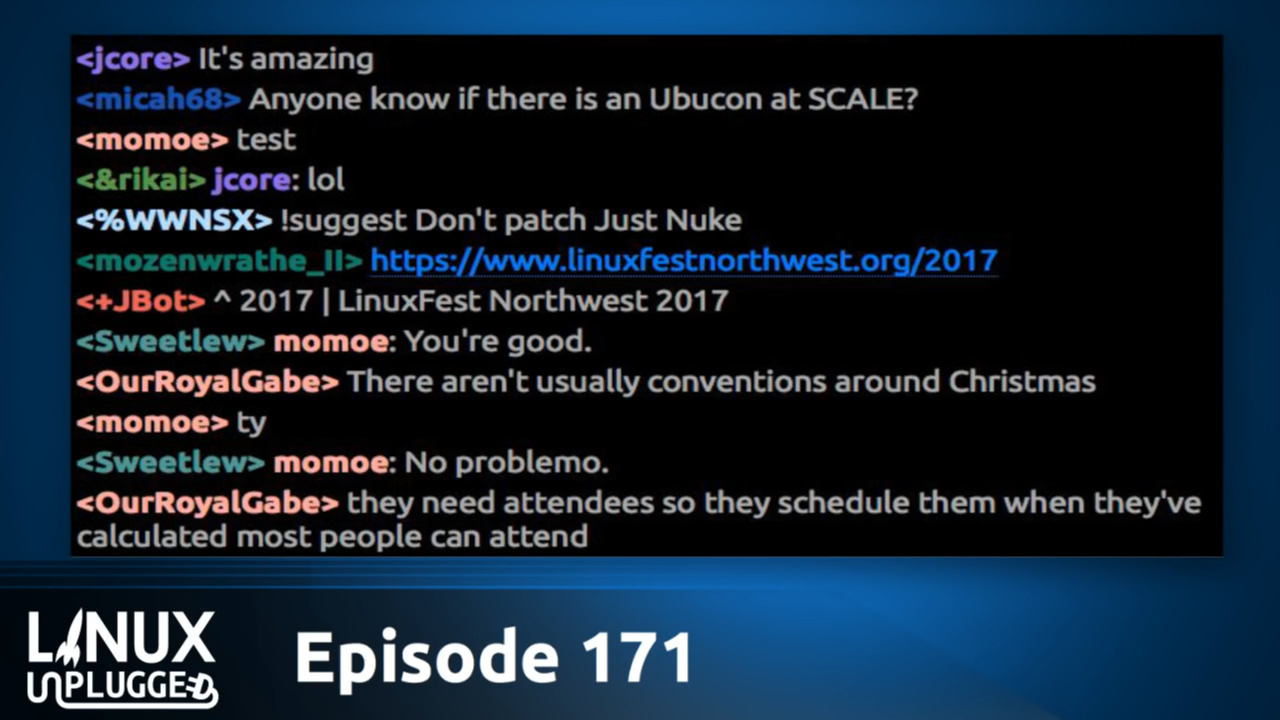 <jcore> It's amazing
<micah68> Anyone know if there is an Ubucon at SCALE?
<momoe> test
<&rikai> jcore: lol
<%WWNSX> !suggest Don't patch Just Nuke
<mozenwrathe_II> https://www.linuxfestnorthwest.org/2017
<+JBot> ^ 2017 | LinuxFest Northwest 2017
<Sweetlew> momoe: You're good.
<OurRoyalGabe> There aren't usually conventions around Christmas
<momoe> ty
<Sweetlew> momoe: No problemo.
<OurRoyalGabe> they need attendees so they schedule them when they've
calculated most people can attend
LINUX
UNPLUGGED
Episode 171